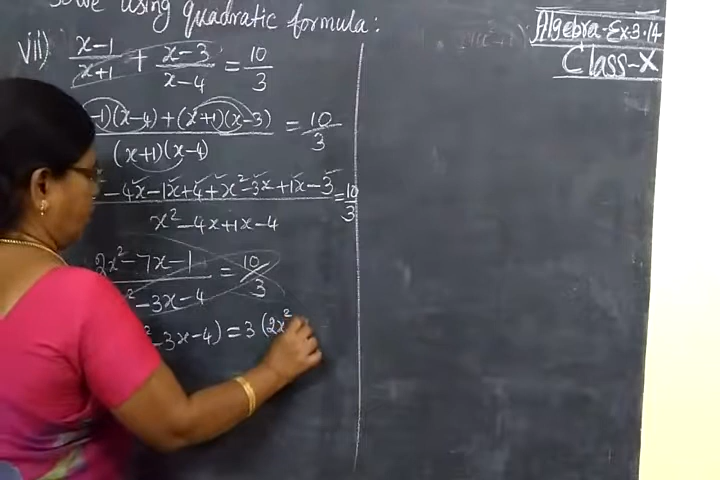 using quadratic formula :
Algebra-Ex-3.14
Class-X
vii) x-1/x+1 + x-3/x-4 = 10/3
-1)(x-4) + (x+1)(x-3) / (x+1)(x-4) = 10/3
- 4x - 1x + 4 + x² - 3x + 1x - 3 / x² - 4x + 1x - 4 = 10/3
2x² - 7x - 1 / ² - 3x - 4 = 10/3
² - 3x - 4) = 3 (2x²